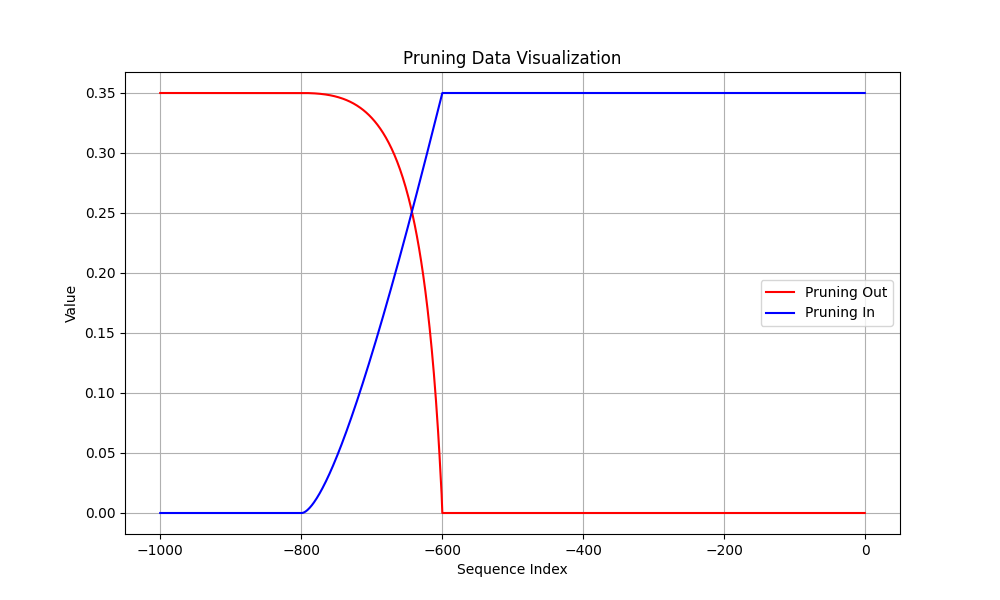 Pruning Data Visualization
Value
0.35
0.30
0.25
0.20
0.15
0.10
0.05
0.00
Pruning Out
Pruning In
−1000
−800
−600
−400
−200
0
Sequence Index